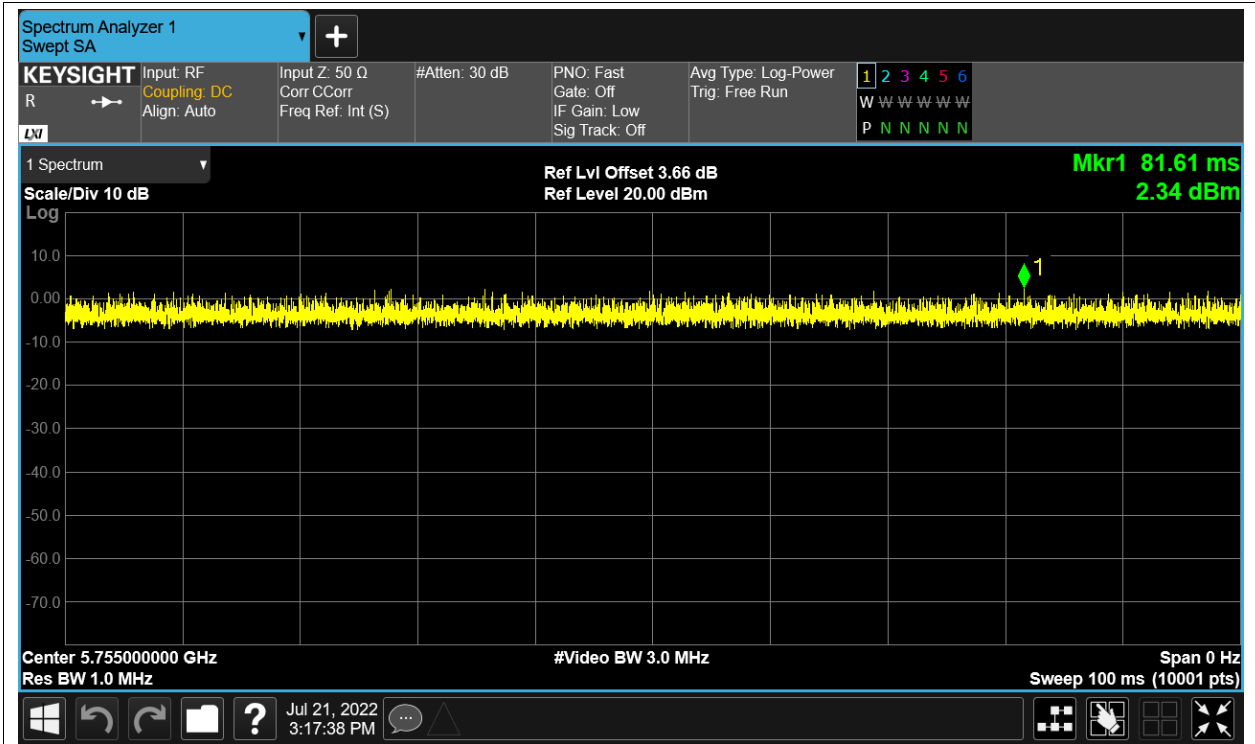 Spectrum Analyzer 1
Swept SA
KEYSIGHT
R
LXI
Input: RF
Coupling: DC
Align: Auto
Input Z: 50 Ω
Corr CCorr
Freq Ref: Int (S)
#Atten: 30 dB
PNO: Fast
Gate: Off
IF Gain: Low
Sig Track: Off
Avg Type: Log-Power
Trig: Free Run
1 2 3 4 5 6
W W W W W W
P N N N N N
1 Spectrum
Scale/Div 10 dB
Log
Ref Lvl Offset 3.66 dB
Ref Level 20.00 dBm
Mkr1 81.61 ms
2.34 dBm
10.0
1
0.00
-10.0
-20.0
-30.0
-40.0
-50.0
-60.0
-70.0
Center 5.755000000 GHz
Res BW 1.0 MHz
#Video BW 3.0 MHz
Span 0 Hz
Sweep 100 ms (10001 pts)
?
Jul 21, 2022
3:17:38 PM